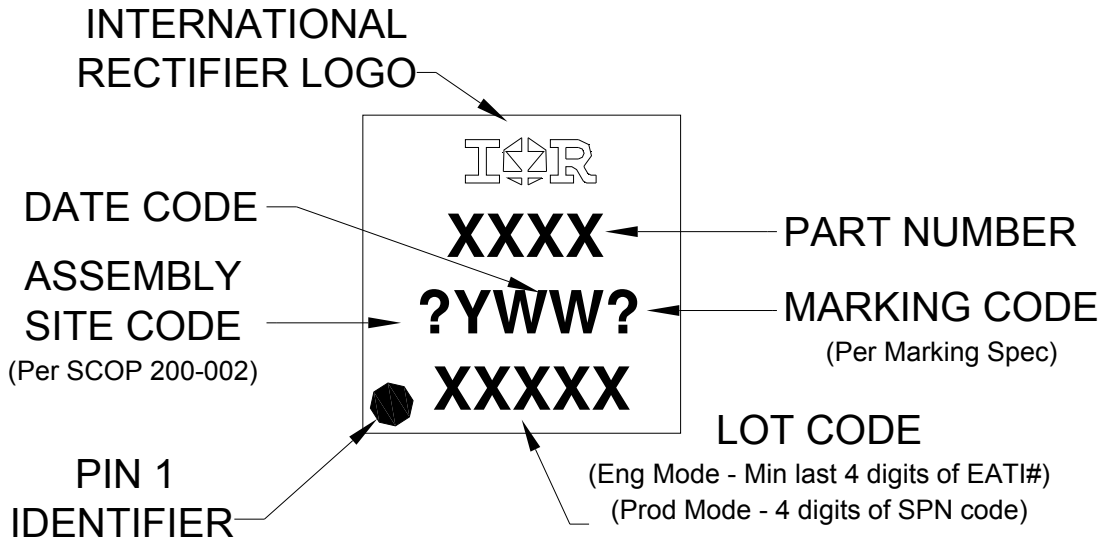 INTERNATIONAL
RECTIFIER LOGO
IOR
DATE CODE
XXXX
PART NUMBER
ASSEMBLY
SITE CODE
(Per SCOP 200-002)
?YWW?
MARKING CODE
(Per Marking Spec)
XXXXX
LOT CODE
(Eng Mode - Min last 4 digits of EATI#)
(Prod Mode - 4 digits of SPN code)
PIN 1
IDENTIFIER